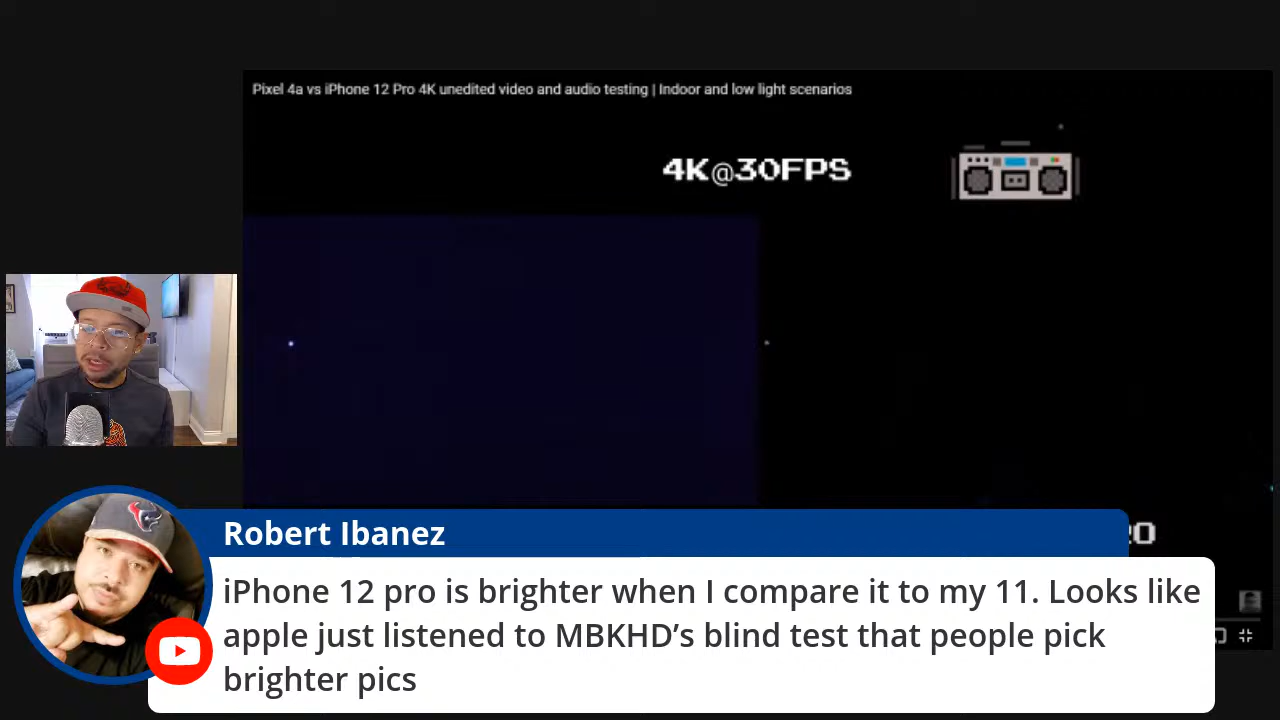 Pixel 4a vs iPhone 12 Pro 4K unedited video and audio testing | Indoor and low light scenarios
4K@30FPS
Robert Ibanez
iPhone 12 pro is brighter when I compare it to my 11. Looks like
apple just listened to MBKHD’s blind test that people pick
brighter pics